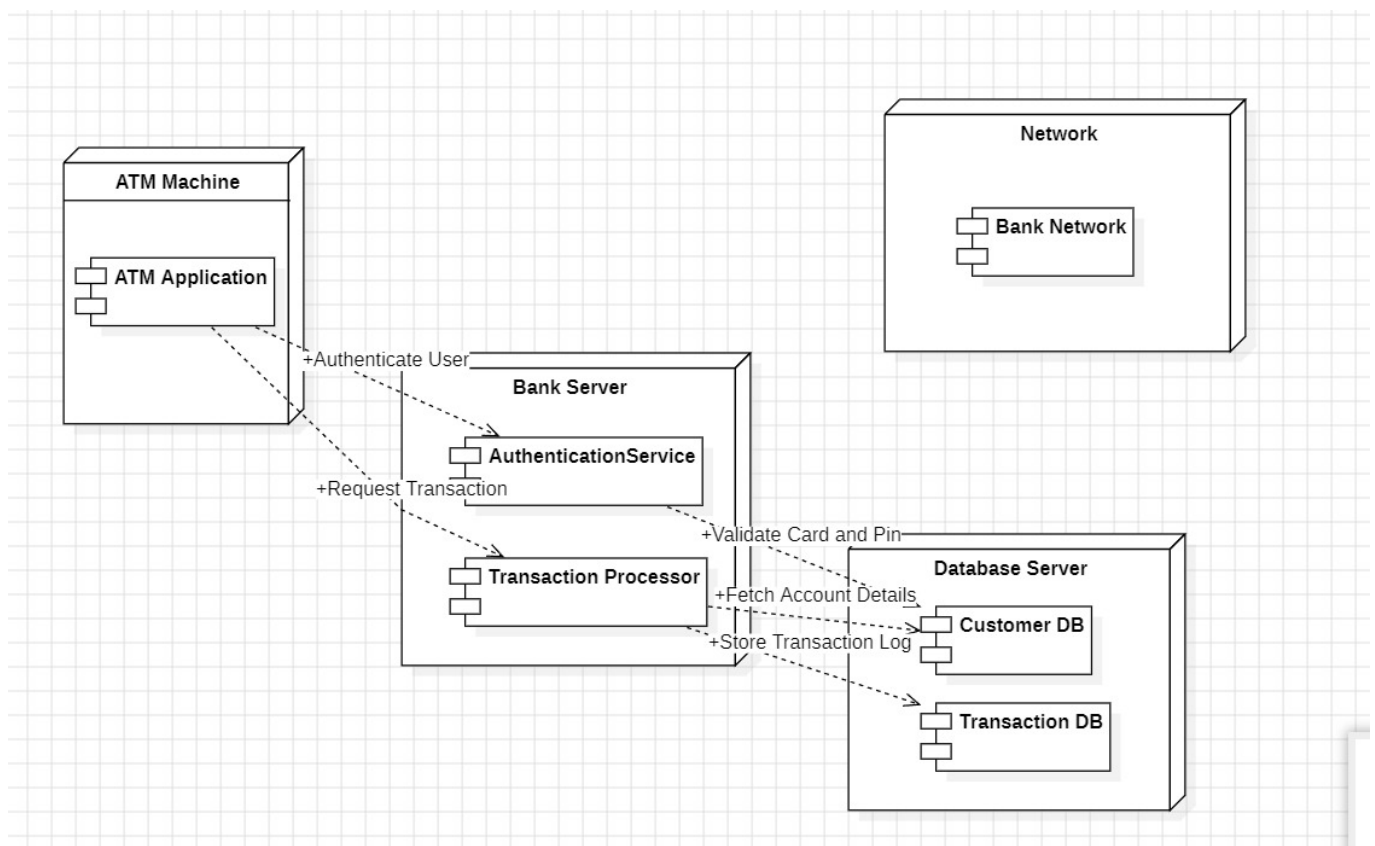 Network
ATM Machine
Bank Network
ATM Application
+Authenticate User
Bank Server
AuthenticationService
+Request Transaction
+Validate Card and Pin
Database Server
Transaction Processor
+Fetch Account Details
Customer DB
+Store Transaction Log
Transaction DB